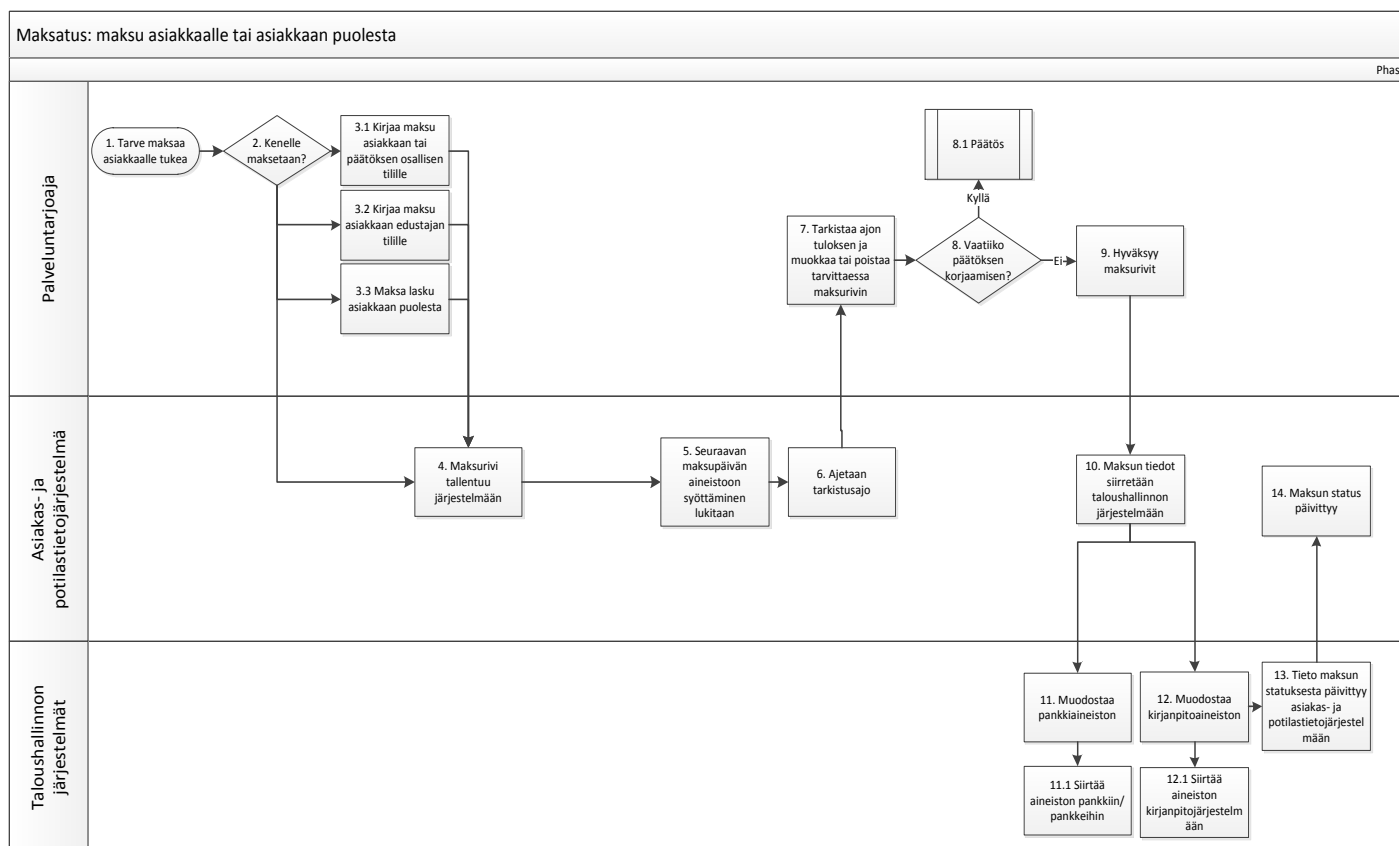 Maksatus: maksu asiakkaalle tai asiakkaan puolesta
Phas
Palveluntarjoaja
1. Tarve maksaa
asiakkaalle tukea
2. Kenelle
maksetaan?
3.1 Kirjaa maksu
asiakkaan tai
päätöksen osallisen
tilille
3.2 Kirjaa maksu
asiakkaan edustajan
tilille
3.3 Maksa lasku
asiakkaan puolesta
7. Tarkistaa ajon
tuloksen ja
muokkaa tai poistaa
tarvittaessa
maksurivin
8.1 Päätös
Kyllä
8. Vaatiiko
päätöksen
korjaamisen?
Ei
9. Hyväksyy
maksurivit
Asiakas- ja
potilastietojärjestelmä
4. Maksurivi
tallentuu
järjestelmään
5. Seuraavan
maksupäivän
aineistoon
syöttäminen
lukitaan
6. Ajetaan
tarkistusajo
10. Maksun tiedot
siirretään
taloushallinnon
järjestelmään
14. Maksun status
päivittyy
Taloushallinnon
järjestelmät
11. Muodostaa
pankkiaineiston
12. Muodostaa
kirjanpitoaineiston
13. Tieto maksun
statuksesta päivittyy
asiakas- ja
potilastietojärjestel
mään
11.1 Siirtää
aineiston pankkiin/
pankkeihin
12.1 Siirtää
aineiston
kirjanpitojärjestelm
ään